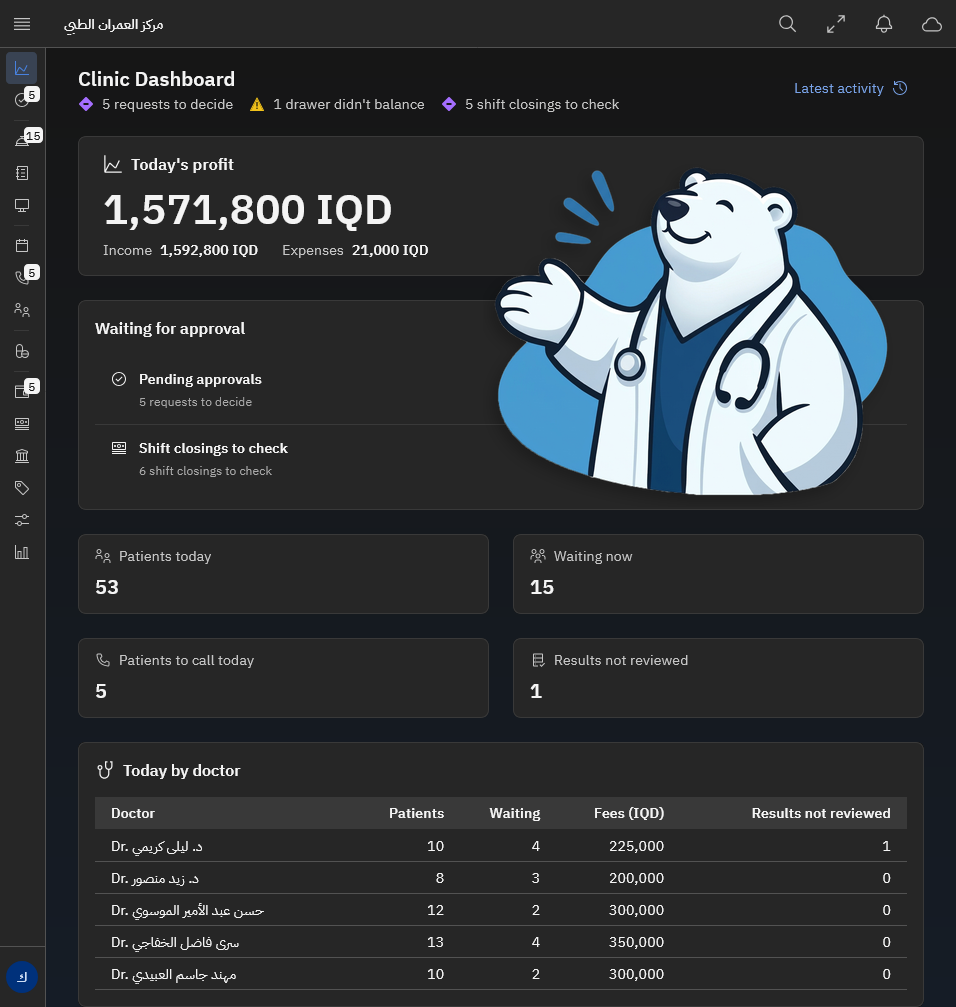 مركز العمران الطبي
Clinic Dashboard
5 requests to decide 1 drawer didn't balance 5 shift closings to check
Latest activity
5
15
5
5
Today's profit
1,571,800 IQD
Income 1,592,800 IQD Expenses 21,000 IQD
Waiting for approval
Pending approvals
5 requests to decide
Shift closings to check
6 shift closings to check
Patients today
53
Waiting now
15
Patients to call today
5
Results not reviewed
1
Today by doctor
Doctor Patients Waiting Fees (IQD) Results not reviewed
Dr. د. ليلى كريمي 10 4 225,000 1
Dr. د. زيد منصور 8 3 200,000 0
Dr. حسن عبد الأمير الموسوي 12 2 300,000 0
Dr. سرى فاضل الخفاجي 13 4 350,000 0
Dr. مهند جاسم العبيدي 10 2 300,000 0
ك